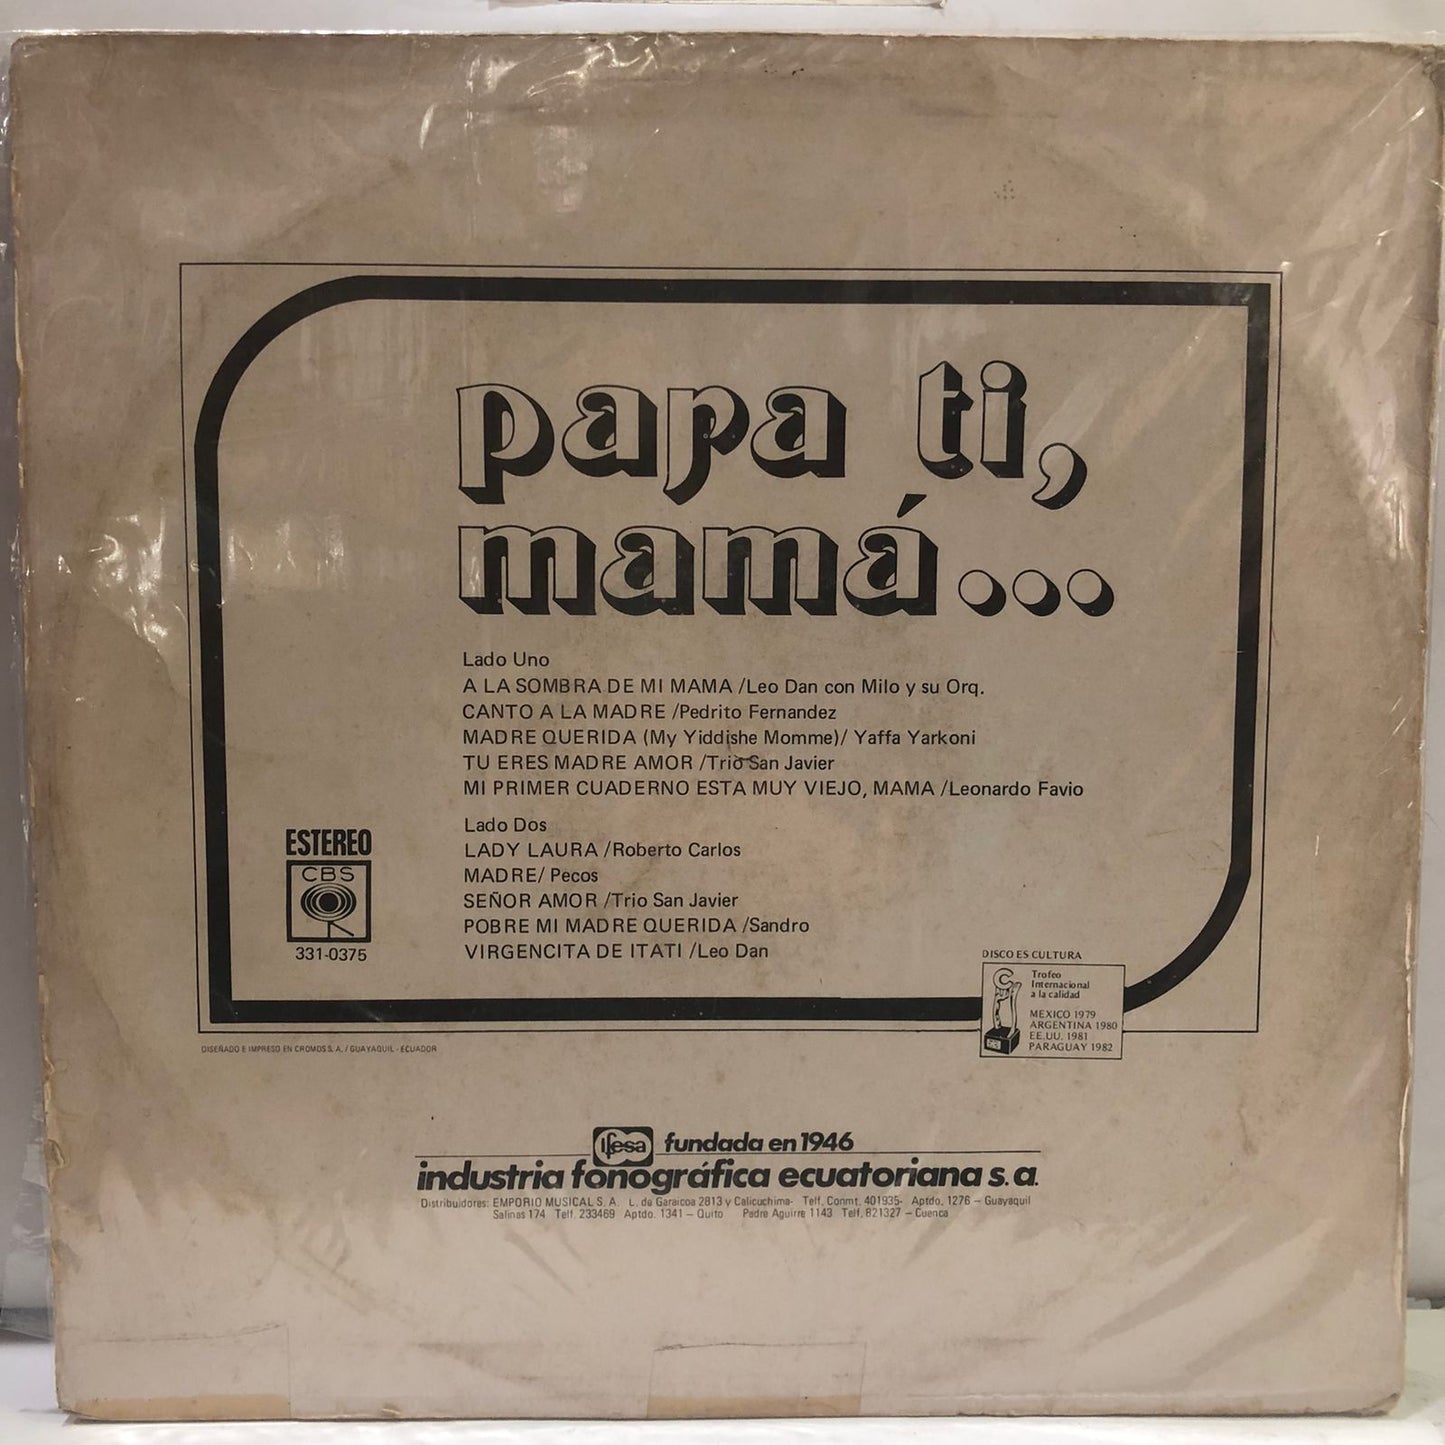 para ti,
mamá...
Lado Uno
A LA SOMBRA DE MI MAMA /Leo Dan con Milo y su Orq.
CANTO A LA MADRE /Pedrito Fernandez
MADRE QUERIDA (My Yiddishe Momme)/ Yaffa Yarkoni
TU ERES MADRE AMOR /Trio San Javier
MI PRIMER CUADERNO ESTA MUY VIEJO, MAMA /Leonardo Favio
Lado Dos
LADY LAURA /Roberto Carlos
MADRE/ Pecos
SEÑOR AMOR /Trio San Javier
POBRE MI MADRE QUERIDA /Sandro
VIRGENCITA DE ITATI /Leo Dan
ESTEREO
CBS
331-0375
DISCO ES CULTURA
Trofeo
Internacional
a la calidad
MEXICO 1979
ARGENTINA 1980
EE.UU. 1981
PARAGUAY 1982
DISEÑADO E IMPRESO EN CROMOS S.A. / GUAYAQUIL - ECUADOR
Ifesa fundada en 1946
industria fonográfica ecuatoriana s.a.
Distribuidores: EMPORIO MUSICAL S. A. L. de Garaicoa 2813 y Calicuchima- Telf. Conmt. 401935- Aptdo. 1276 – Guayaquil
Salinas 174 Telf. 233469 Aptdo. 1341 – Quito Padre Aguirre 1143 Telf. 821327 – Cuenca